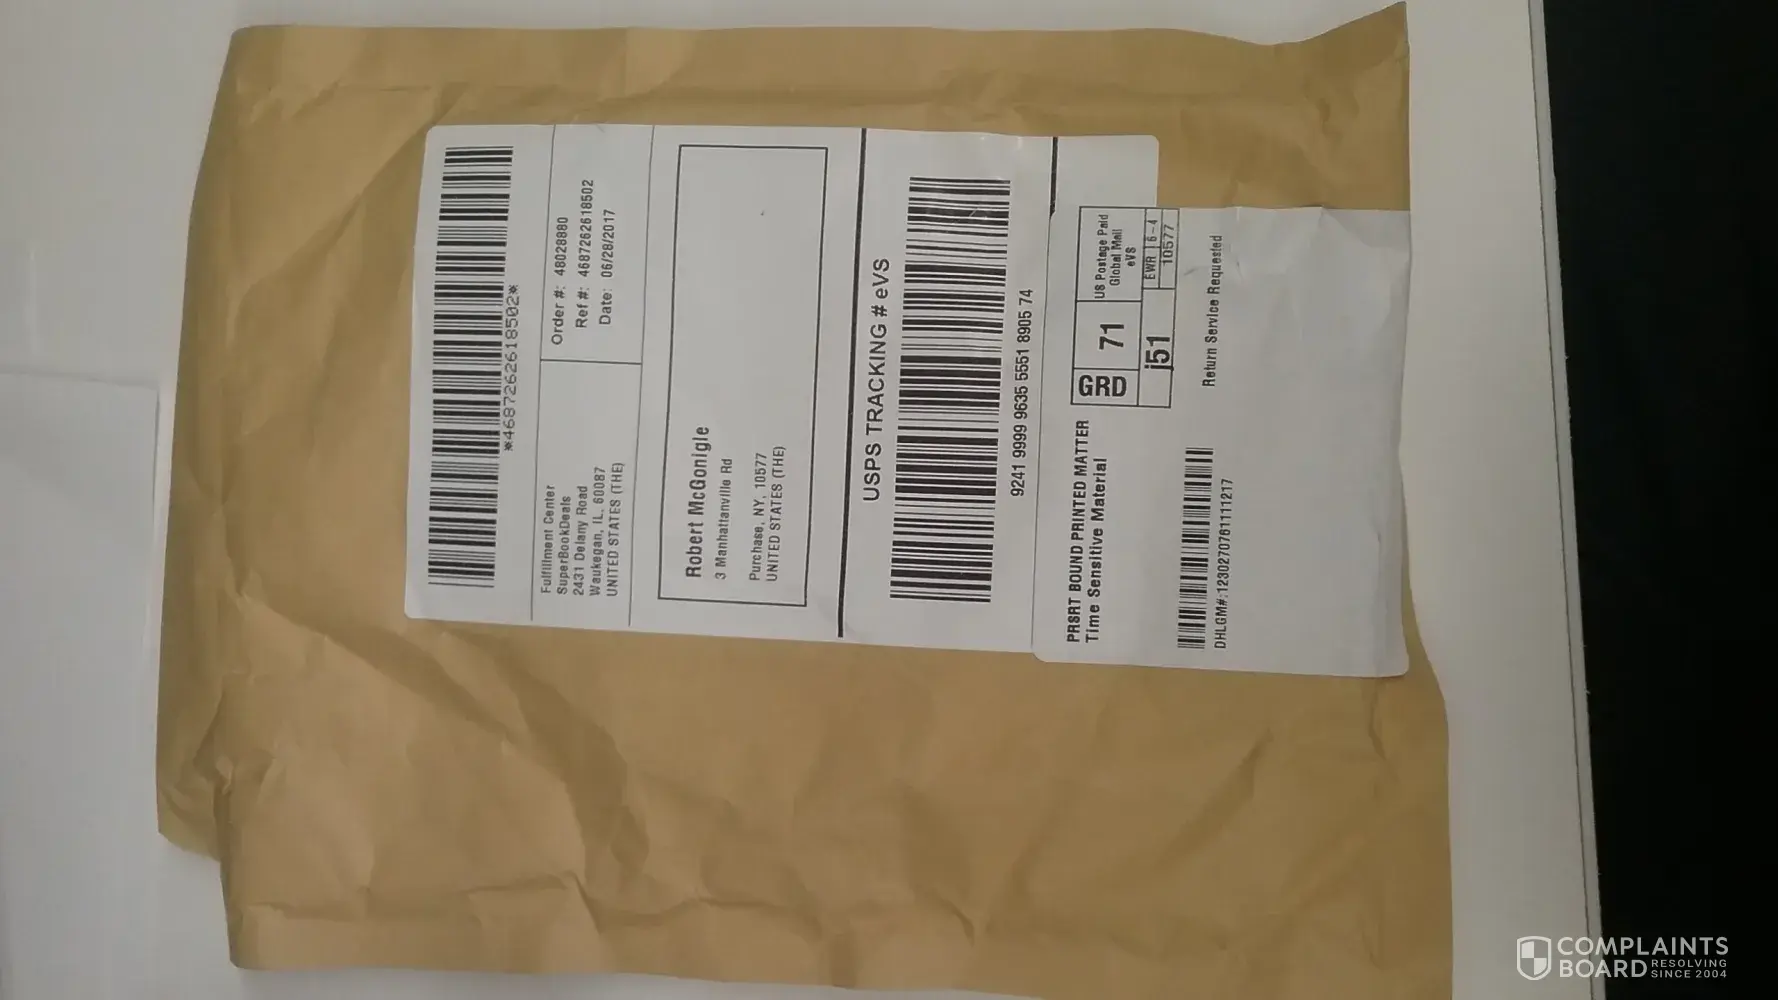 *4687262618502*
Fulfillment Center
SuperBookDeals
2431 Delany Road
Waukegan, IL, 60087
UNITED STATES (THE)
Order #: 48028880
Ref #: 4687262618502
Date: 06/28/2017
Robert McGonigle
3 Manhattanville Rd
Purchase, NY, 10577
UNITED STATES (THE)
USPS TRACKING # eVS
9241 9999 9635 5551 8905 74
PRSRT BOUND PRINTED MATTER
Time Sensitive Material
GRD 71
US Postage Paid
Global Mail
eVS
j51
EWR 6-4
10577
Return Service Requested
DHLGM#:1230270761111217
COMPLAINTS
BOARD RESOLVING
SINCE 2004